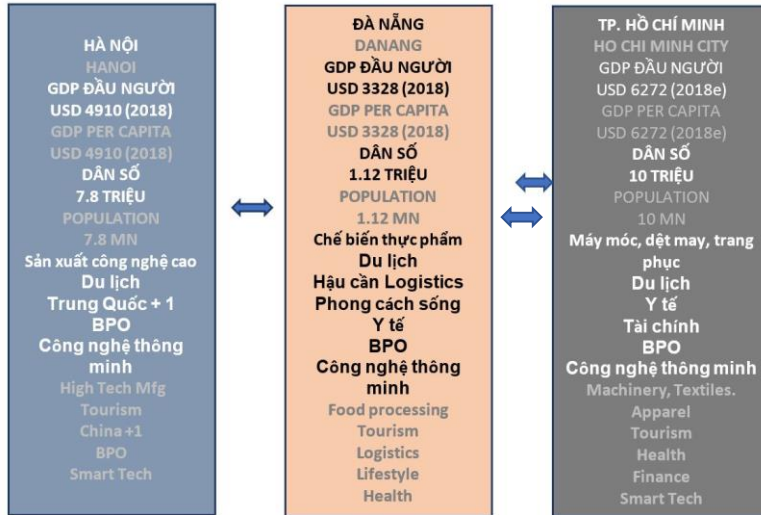 HÀ NỘI
HANOI
GDP ĐẦU NGƯỜI
USD 4910 (2018)
GDP PER CAPITA
USD 4910 (2018)
DÂN SỐ
7.8 TRIỆU
POPULATION
7.8 MN
Sản xuất công nghệ cao
Du lịch
Trung Quốc + 1
BPO
Công nghệ thông
minh
High Tech Mfg
Tourism
China +1
BPO
Smart Tech
ĐÀ NẴNG
DANANG
GDP ĐẦU NGƯỜI
USD 3328 (2018)
GDP PER CAPITA
USD 3328 (2018)
DÂN SỐ
1.12 TRIỆU
POPULATION
1.12 MN
Chế biến thực phẩm
Du lịch
Hậu cần Logistics
Phong cách sống
Y tế
BPO
Công nghệ thông
minh
Food processing
Tourism
Logistics
Lifestyle
Health
TP. HỒ CHÍ MINH
HO CHI MINH CITY
GDP ĐẦU NGƯỜI
USD 6272 (2018e)
GDP PER CAPITA
USD 6272 (2018e)
DÂN SỐ
10 TRIỆU
POPULATION
10 MN
Máy móc, dệt may, trang
phục
Du lịch
Y tế
Tài chính
BPO
Công nghệ thông minh
Machinery, Textiles.
Apparel
Tourism
Health
Finance
Smart Tech